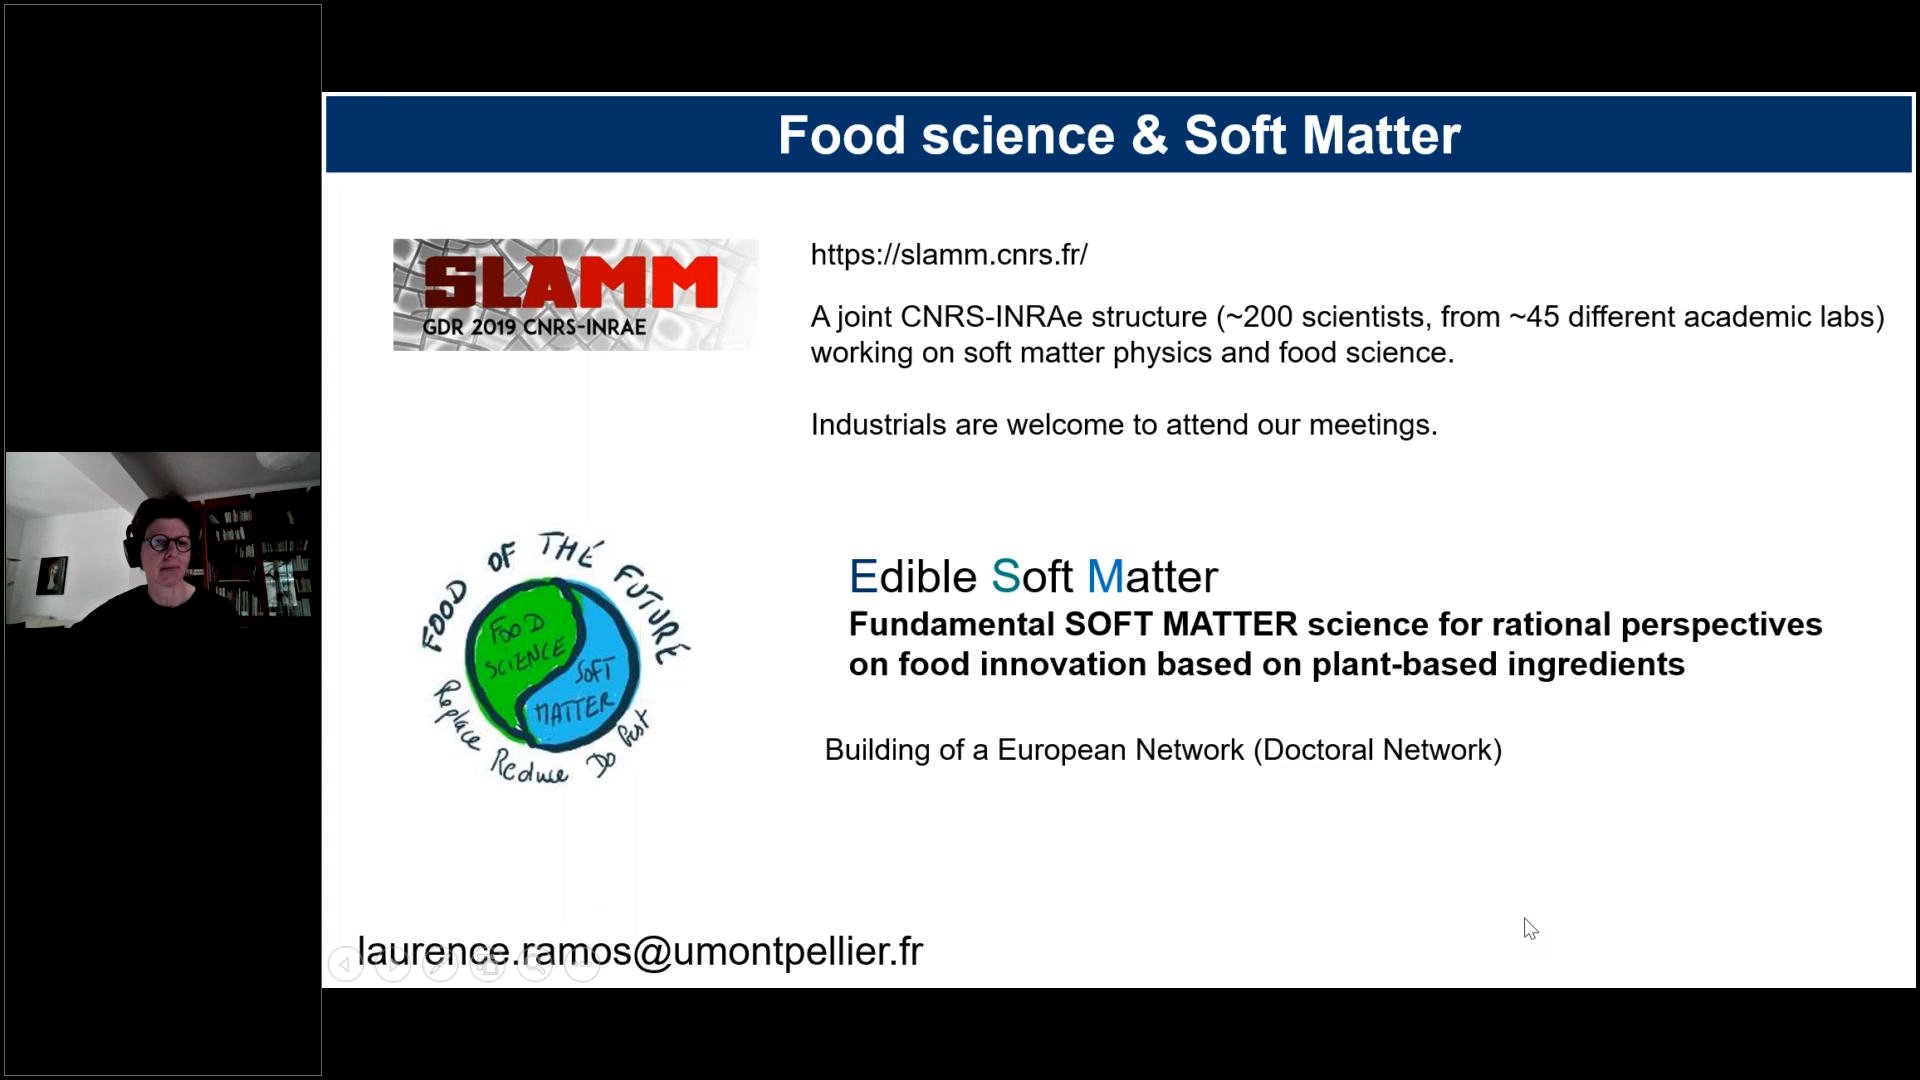 Food science & Soft Matter
SLAMM
GDR 2019 CNRS-INRAE
https://slamm.cnrs.fr/
A joint CNRS-INRAe structure (~200 scientists, from ~45 different academic labs)
working on soft matter physics and food science.
Industrials are welcome to attend our meetings.
FOOD OF THE FUTURE
FOOD
SCIENCE
SOFT
MATTER
Replace Reduce Do Best
Edible Soft Matter
Fundamental SOFT MATTER science for rational perspectives
on food innovation based on plant-based ingredients
Building of a European Network (Doctoral Network)
laurence.ramos@umontpellier.fr